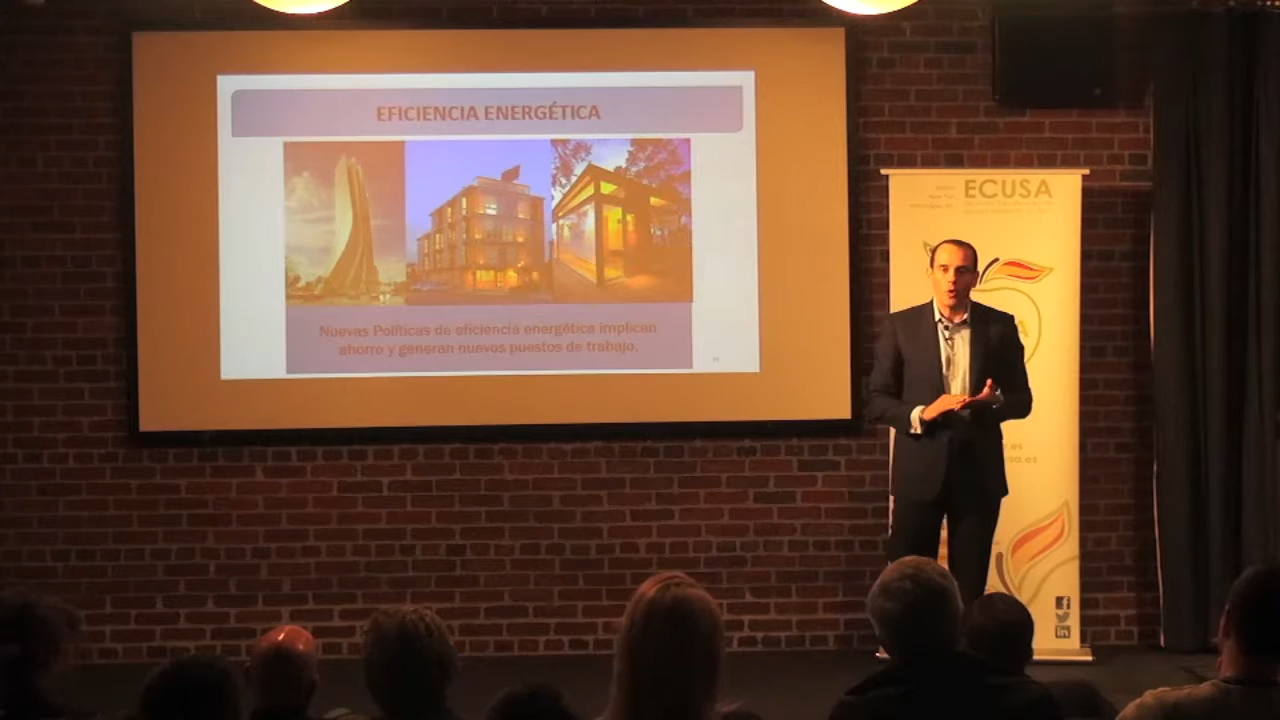 EFICIENCIA ENERGÉTICA
Nuevas Políticas de eficiencia energética implican
ahorro y generan nuevos puestos de trabajo.
ECUSA